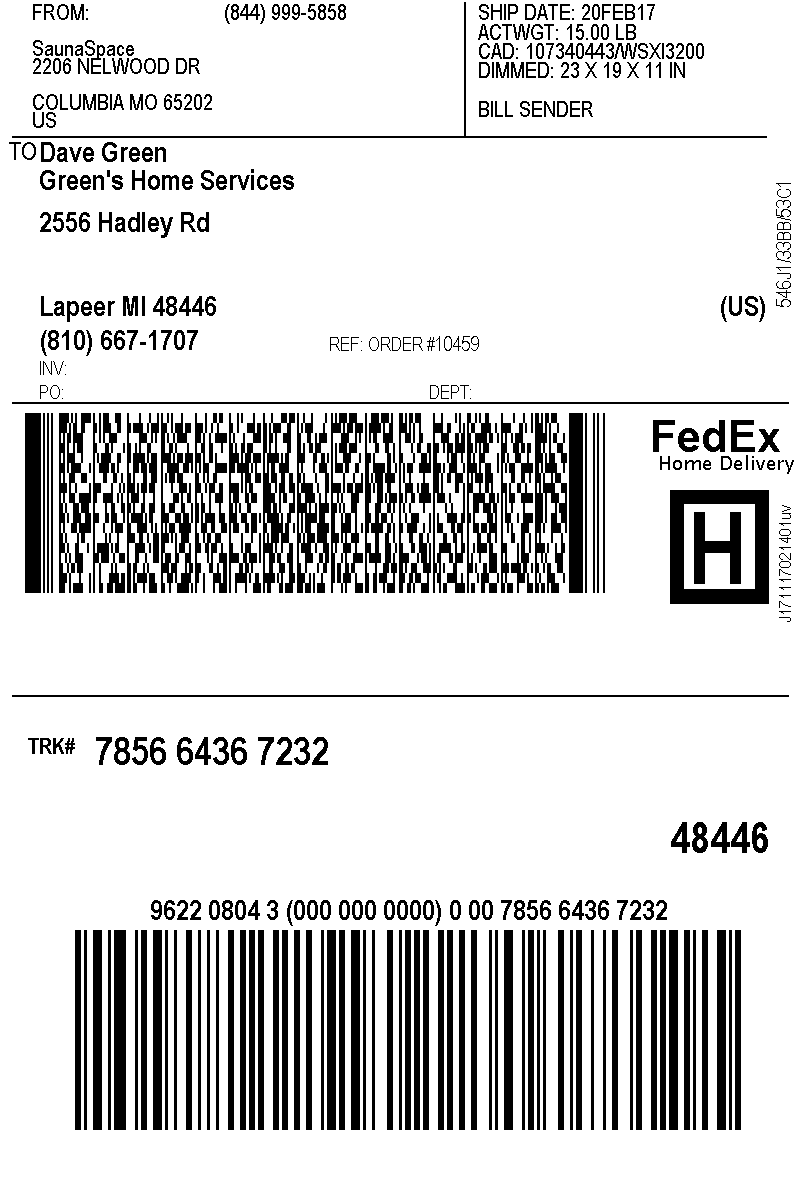 FROM: (844) 999-5858
SaunaSpace
2206 NELWOOD DR
COLUMBIA MO 65202
US
SHIP DATE: 20FEB17
ACTWGT: 15.00 LB
CAD: 107340443/WSXI3200
DIMMED: 23 X 19 X 11 IN
BILL SENDER
TO Dave Green
Green's Home Services
2556 Hadley Rd
Lapeer MI 48446 (US)
(810) 667-1707 REF: ORDER #10459
INV:
PO: DEPT:
546J1/33BB/53C1
FedEx
Home Delivery
H
J171117021401uv
TRK# 7856 6436 7232
48446
9622 0804 3 (000 000 0000) 0 00 7856 6436 7232